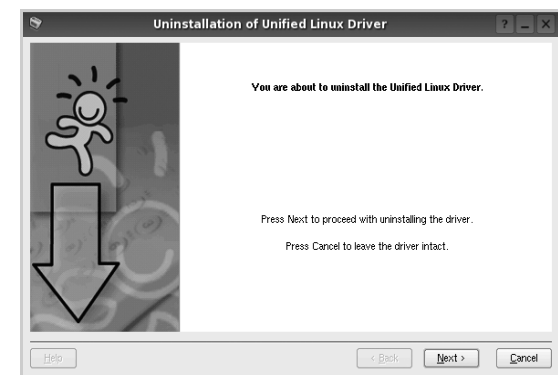 Uninstallation of Unified Linux Driver
You are about to uninstall the Unified Linux Driver.
Press Next to proceed with uninstalling the driver.
Press Cancel to leave the driver intact.
Help < Back Next > Cancel